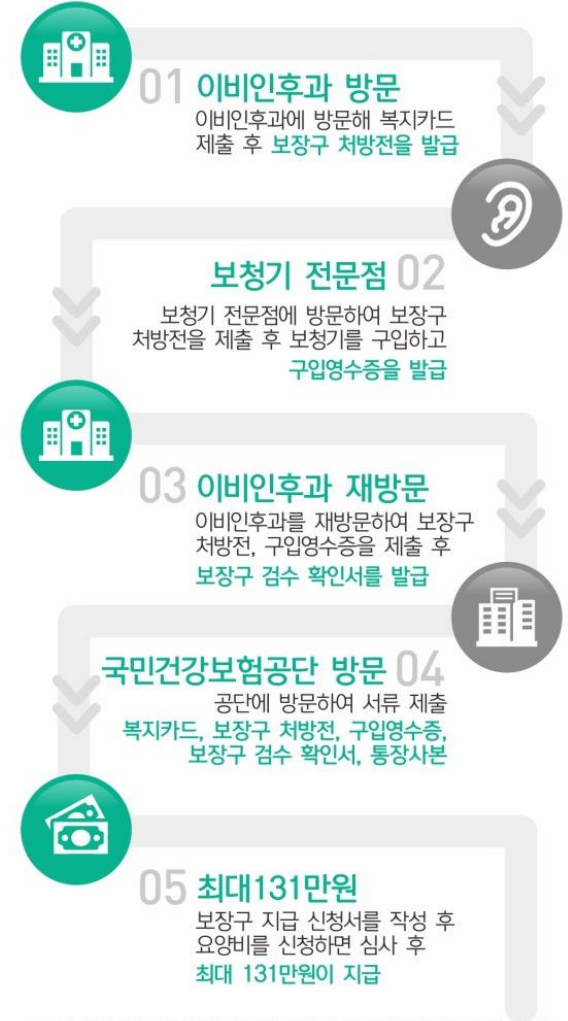 01 이비인후과 방문
이비인후과에 방문해 복지카드
제출 후 보장구 처방전을 발급
보청기 전문점 02
보청기 전문점에 방문하여 보장구
처방전을 제출 후 보청기를 구입하고
구입영수증을 발급
03 이비인후과 재방문
이비인후과를 재방문하여 보장구
처방전, 구입영수증을 제출 후
보장구 검수 확인서를 발급
국민건강보험공단 방문 04
공단에 방문하여 서류 제출
복지카드, 보장구 처방전, 구입영수증,
보장구 검수 확인서, 통장사본
05 최대131만원
보장구 지급 신청서를 작성 후
요양비를 신청하면 심사 후
최대 131만원이 지급